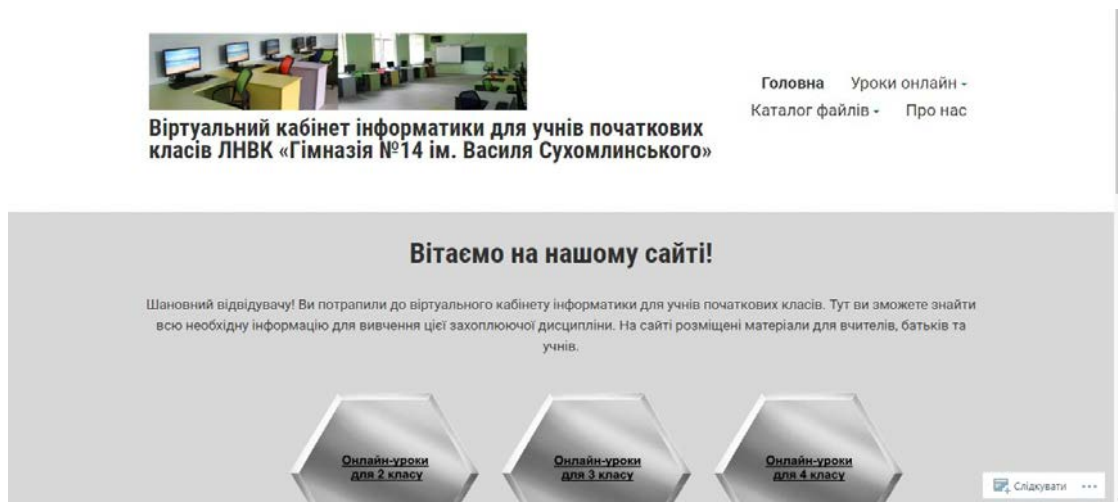 Головна Уроки онлайн
Каталог файлів Про нас
Віртуальний кабінет інформатики для учнів початкових
класів ЛНВК «Гімназія №14 ім. Василя Сухомлинського»
Вітаємо на нашому сайті!
Шановний відвідувачу! Ви потрапили до віртуального кабінету інформатики для учнів початкових класів. Тут ви зможете знайти
всю необхідну інформацію для вивчення цієї захоплюючої дисципліни. На сайті розміщені матеріали для вчителів, батьків та
учнів.
Онлайн-уроки
для 2 класу
Онлайн-уроки
для 3 класу
Онлайн-уроки
для 4 класу
Слідкувати